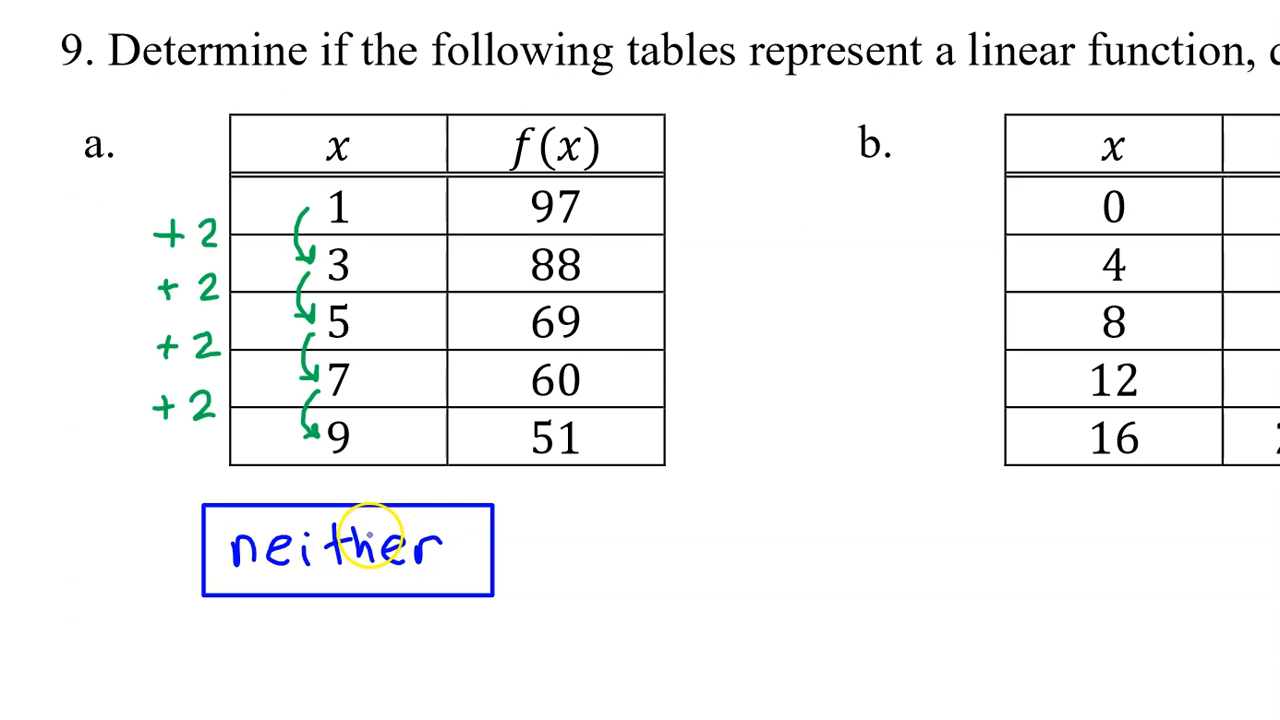 9. Determine if the following tables represent a linear function,
a.
x f(x)
1 97
3 88
5 69
7 60
9 51
+ 2
+ 2
+ 2
+ 2
neither
b.
x
0
4
8
12
16